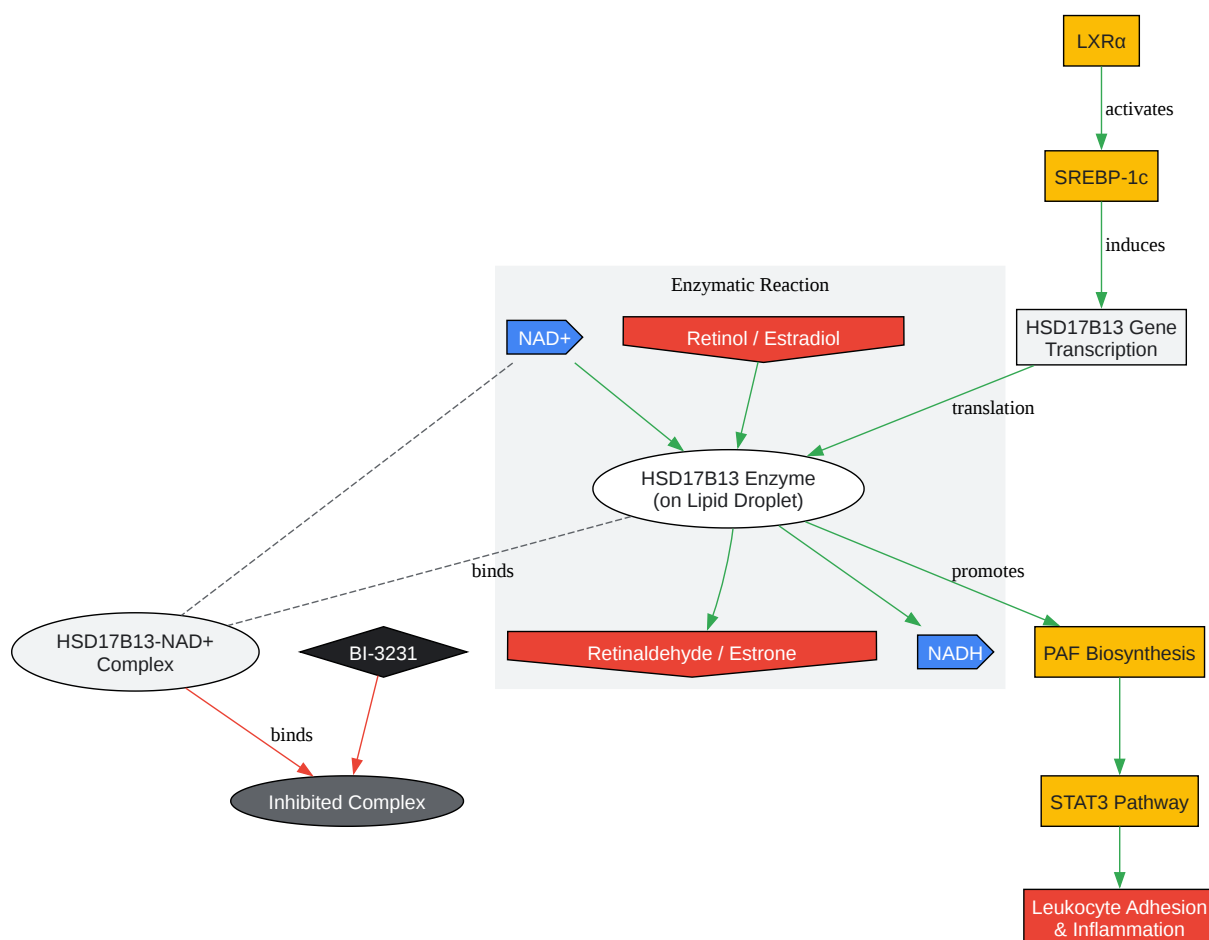 LXRα
activates
SREBP-1c
induces
Enzymatic Reaction
NAD+
Retinol / Estradiol
HSD17B13 Gene
Transcription
translation
HSD17B13 Enzyme
(on Lipid Droplet)
binds
promotes
HSD17B13-NAD+
Complex
BI-3231
Retinaldehyde / Estrone
NADH
PAF Biosynthesis
binds
Inhibited Complex
STAT3 Pathway
Leukocyte Adhesion
& Inflammation